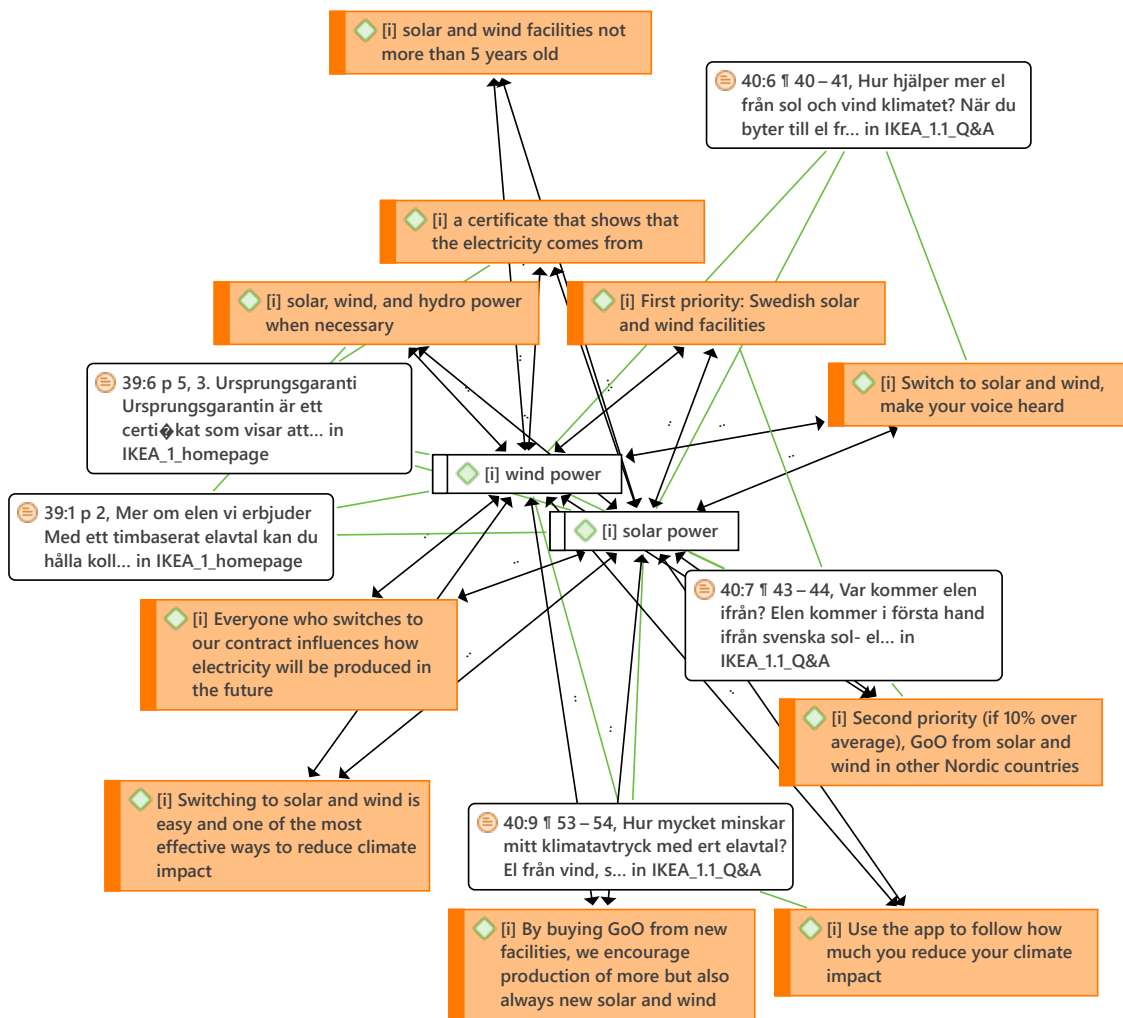 [i] solar and wind facilities not
more than 5 years old
40:6 ¶ 40 – 41, Hur hjälper mer el
från sol och vind klimatet? När du
byter till el fr... in IKEA_1.1_Q&A
[i] a certificate that shows that
the electricity comes from
[i] solar, wind, and hydro power
when necessary
[i] First priority: Swedish solar
and wind facilities
39:6 p 5, 3. Ursprungsgaranti
Ursprungsgarantin är ett
certi�kat som visar att... in
IKEA_1_homepage
[i] Switch to solar and wind,
make your voice heard
[i] wind power
39:1 p 2, Mer om elen vi erbjuder
Med ett timbaserat elavtal kan du
hålla koll... in IKEA_1_homepage
[i] solar power
40:7 ¶ 43 – 44, Var kommer elen
ifrån? Elen kommer i första hand
ifrån svenska sol- el... in
IKEA_1.1_Q&A
[i] Everyone who switches to
our contract influences how
electricity will be produced in
the future
[i] Second priority (if 10% over
average), GoO from solar and
wind in other Nordic countries
[i] Switching to solar and wind is
easy and one of the most
effective ways to reduce climate
impact
40:9 ¶ 53 – 54, Hur mycket minskar
mitt klimatavtryck med ert elavtal?
El från vind, s... in IKEA_1.1_Q&A
[i] By buying GoO from new
facilities, we encourage
production of more but also
always new solar and wind
[i] Use the app to follow how
much you reduce your climate
impact